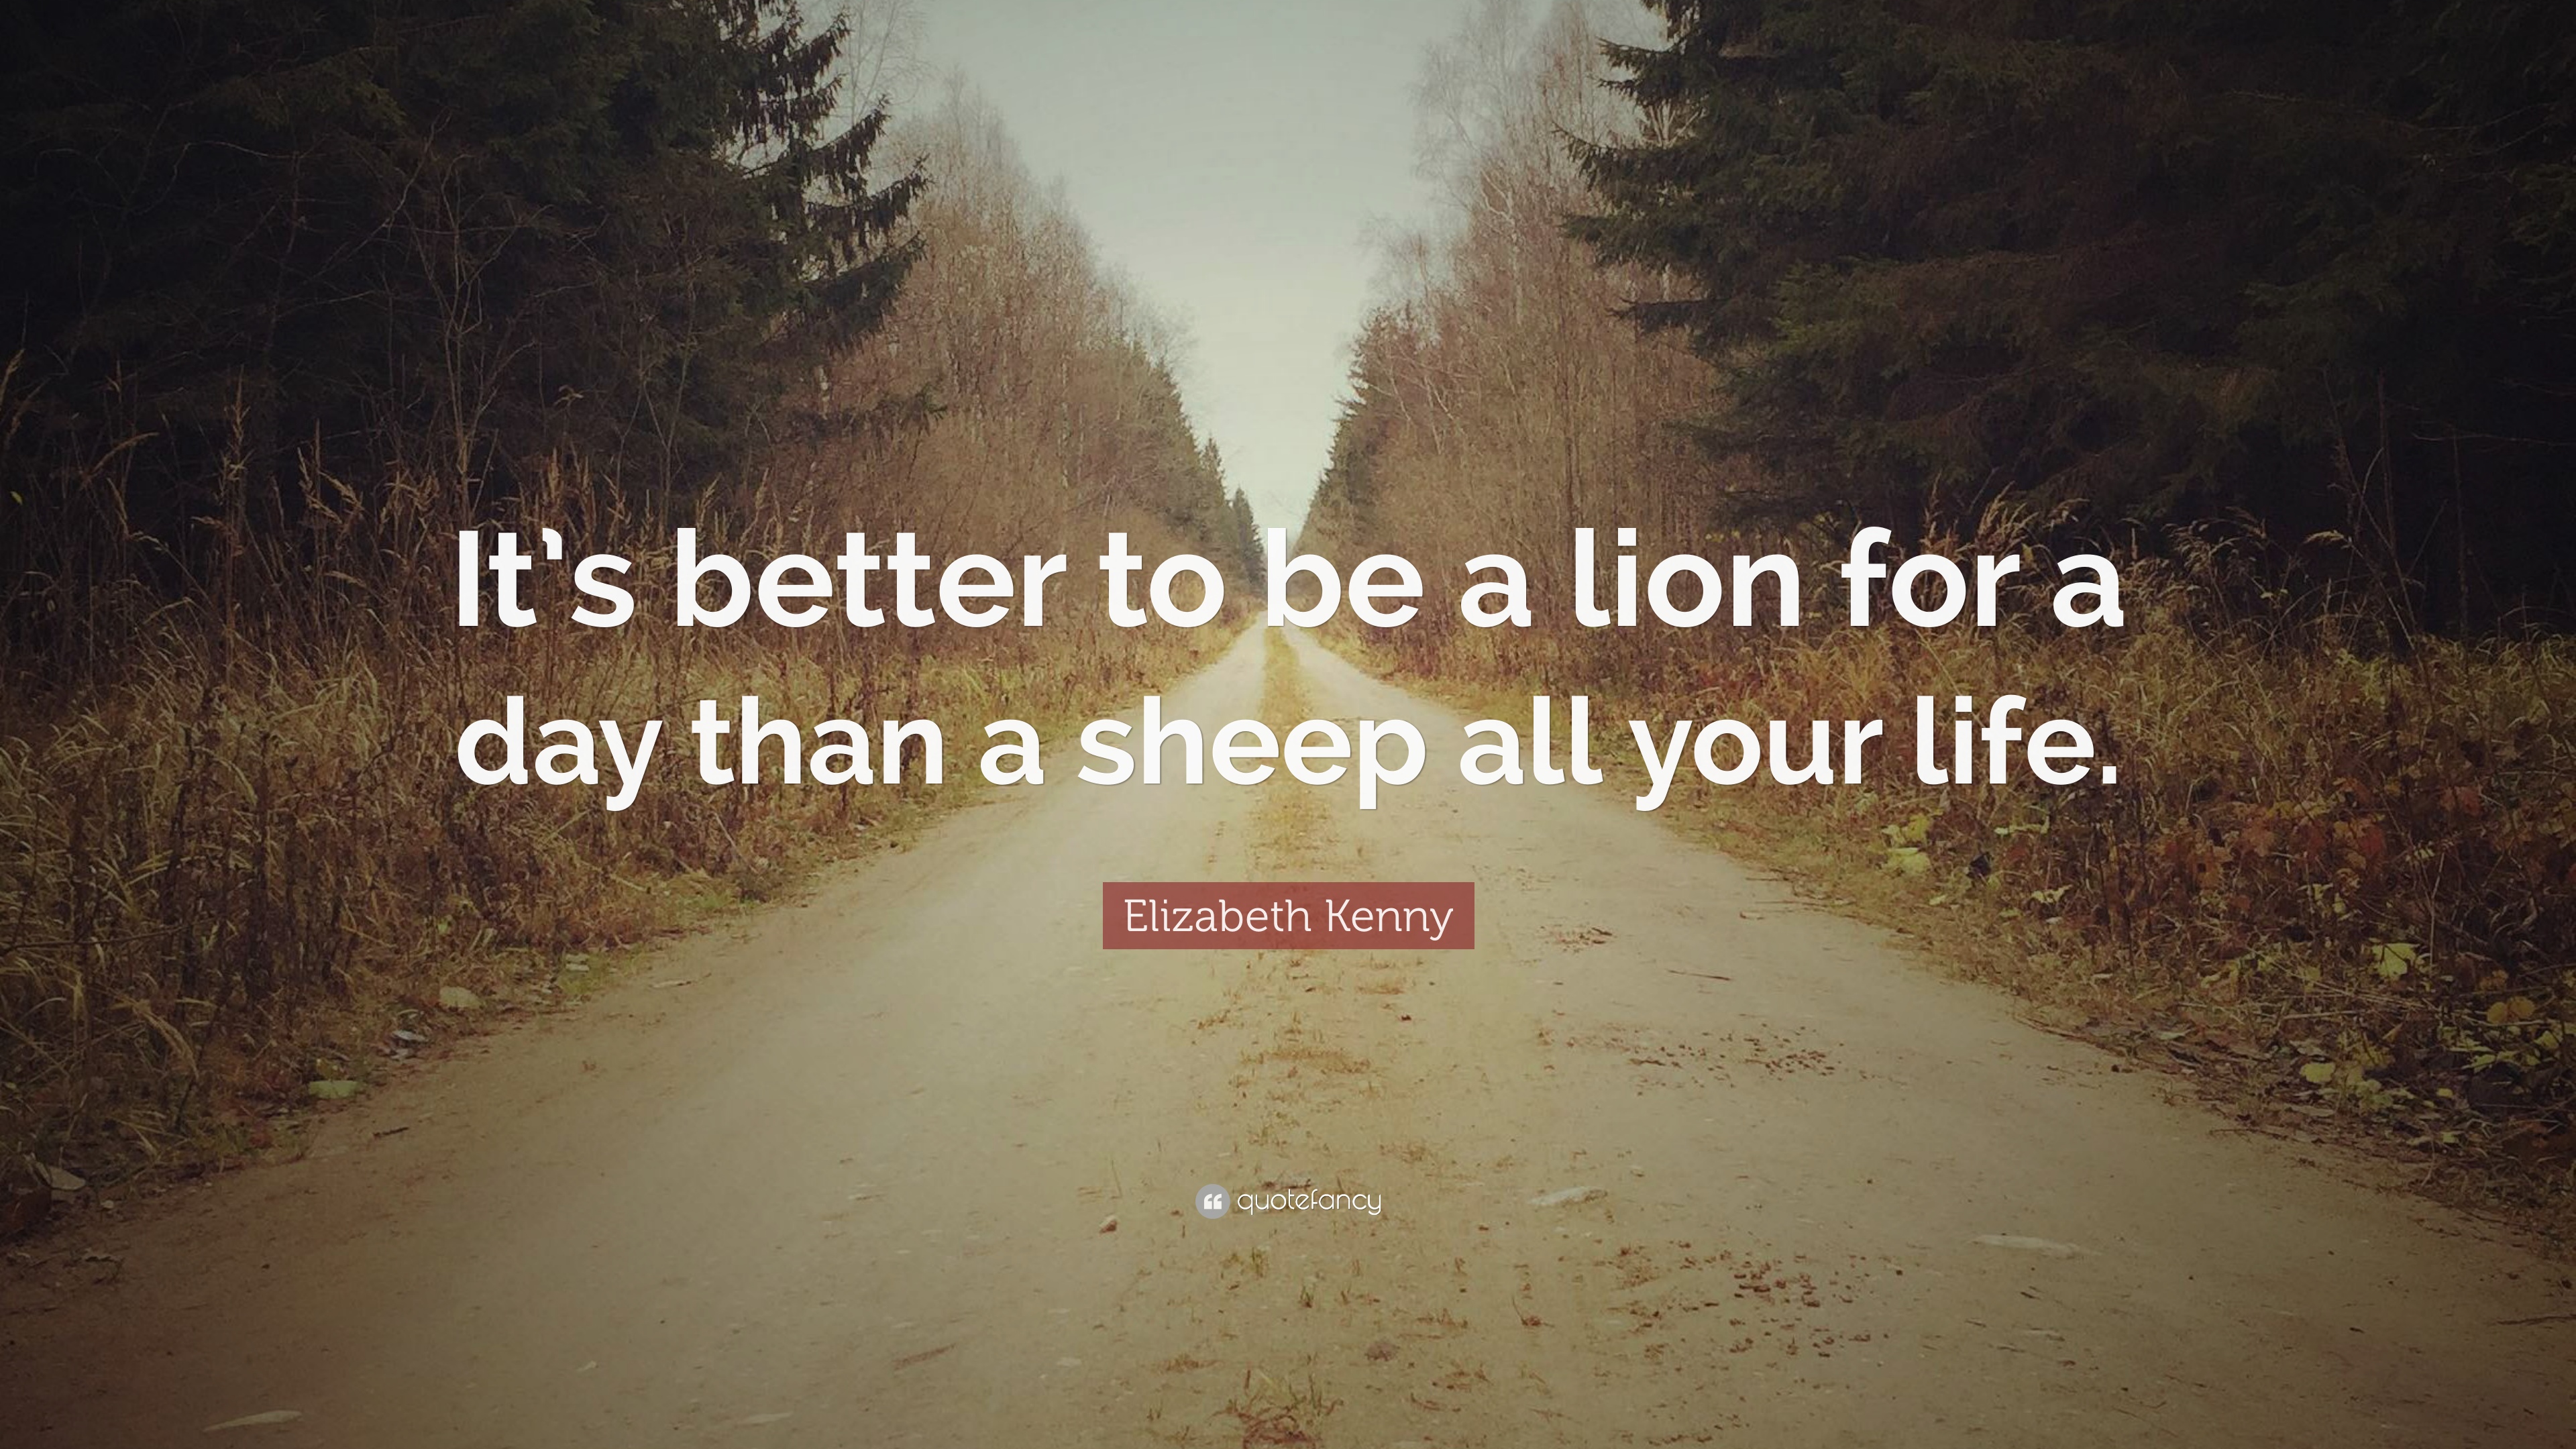 It’s better to be a lion for a
day than a sheep all your life.
Elizabeth Kenny
quotefancy